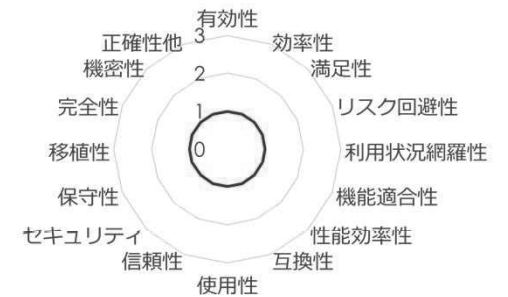 有効性
効率性
満足性
リスク回避性
利用状況網羅性
機能適合性
性能効率性
互換性
使用性
信頼性
セキュリティ
保守性
移植性
完全性
機密性
正確性他
3
2
1
0